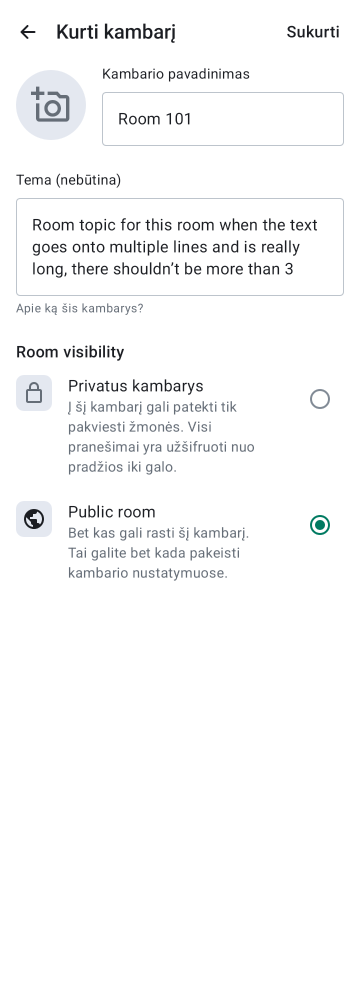 Kurti kambarį
Sukurti
Kambario pavadinimas
Room 101
Tema (nebūtina)
Room topic for this room when the text
goes onto multiple lines and is really
long, there shouldn’t be more than 3
Apie ką šis kambarys?
Room visibility
Privatus kambarys
Į šį kambarį gali patekti tik
pakviesti žmonės. Visi
pranešimai yra užšifruoti nuo
pradžios iki galo.
Public room
Bet kas gali rasti šį kambarį.
Tai galite bet kada pakeisti
kambario nustatymuose.